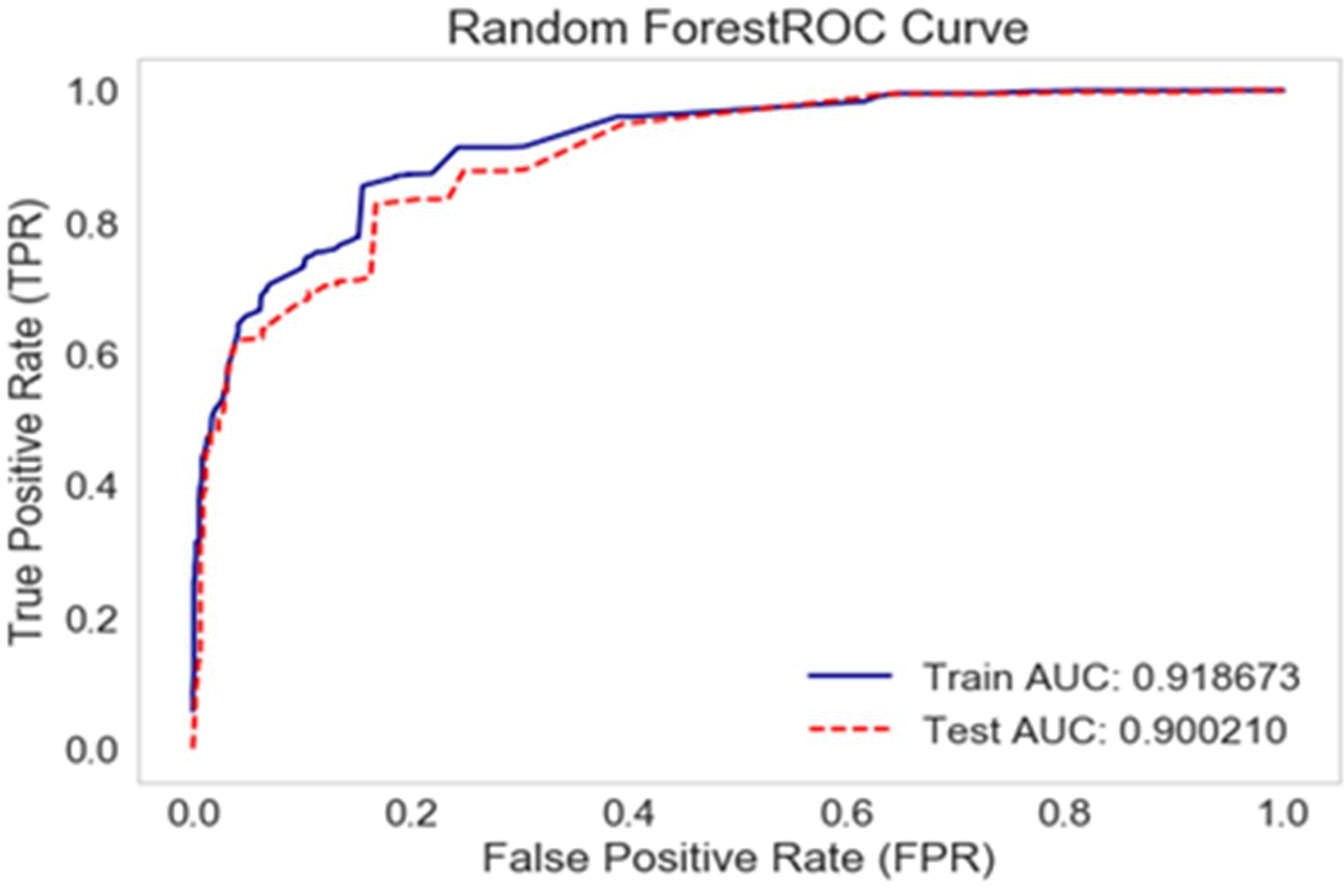 Random ForestROC Curve
1.0
0.8
0.6
0.4
0.2
0.0
True Positive Rate (TPR)
Train AUC: 0.918673
Test AUC: 0.900210
0.0 0.2 0.4 0.6 0.8 1.0
False Positive Rate (FPR)